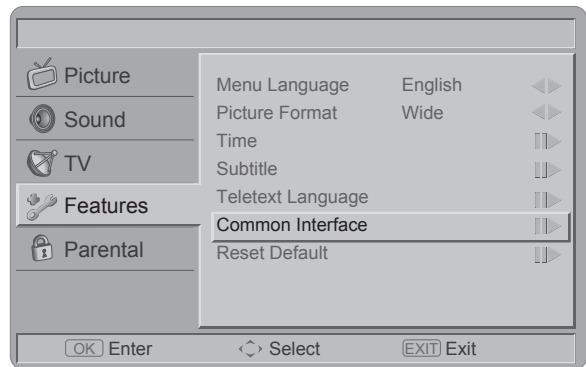 Picture
Sound
TV
Features
Parental
Menu Language English
Picture Format Wide
Time
Subtitle
Teletext Language
Common Interface
Reset Default
OK Enter Select EXIT Exit